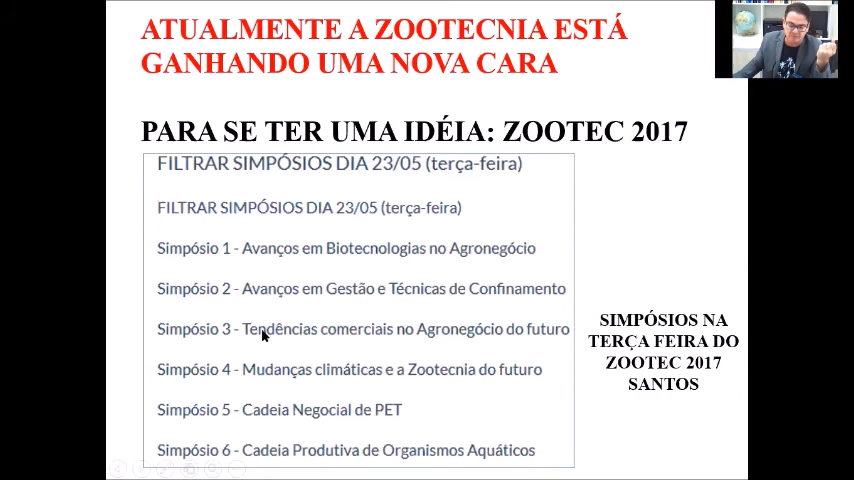 ATUALMENTE A ZOOTECNIA ESTÁ
GANHANDO UMA NOVA CARA
PARA SE TER UMA IDÉIA: ZOOTEC 2017
FILTRAR SIMPÓSIOS DIA 23/05 (terça-feira)
FILTRAR SIMPÓSIOS DIA 23/05 (terça-feira)
Simpósio 1 - Avanços em Biotecnologias no Agronegócio
Simpósio 2 - Avanços em Gestão e Técnicas de Confinamento
Simpósio 3 - Tendências comerciais no Agronegócio do futuro
Simpósio 4 - Mudanças climáticas e a Zootecnia do futuro
Simpósio 5 - Cadeia Negocial de PET
Simpósio 6 - Cadeia Produtiva de Organismos Aquáticos
SIMPÓSIOS NA
TERÇA FEIRA DO
ZOOTEC 2017
SANTOS